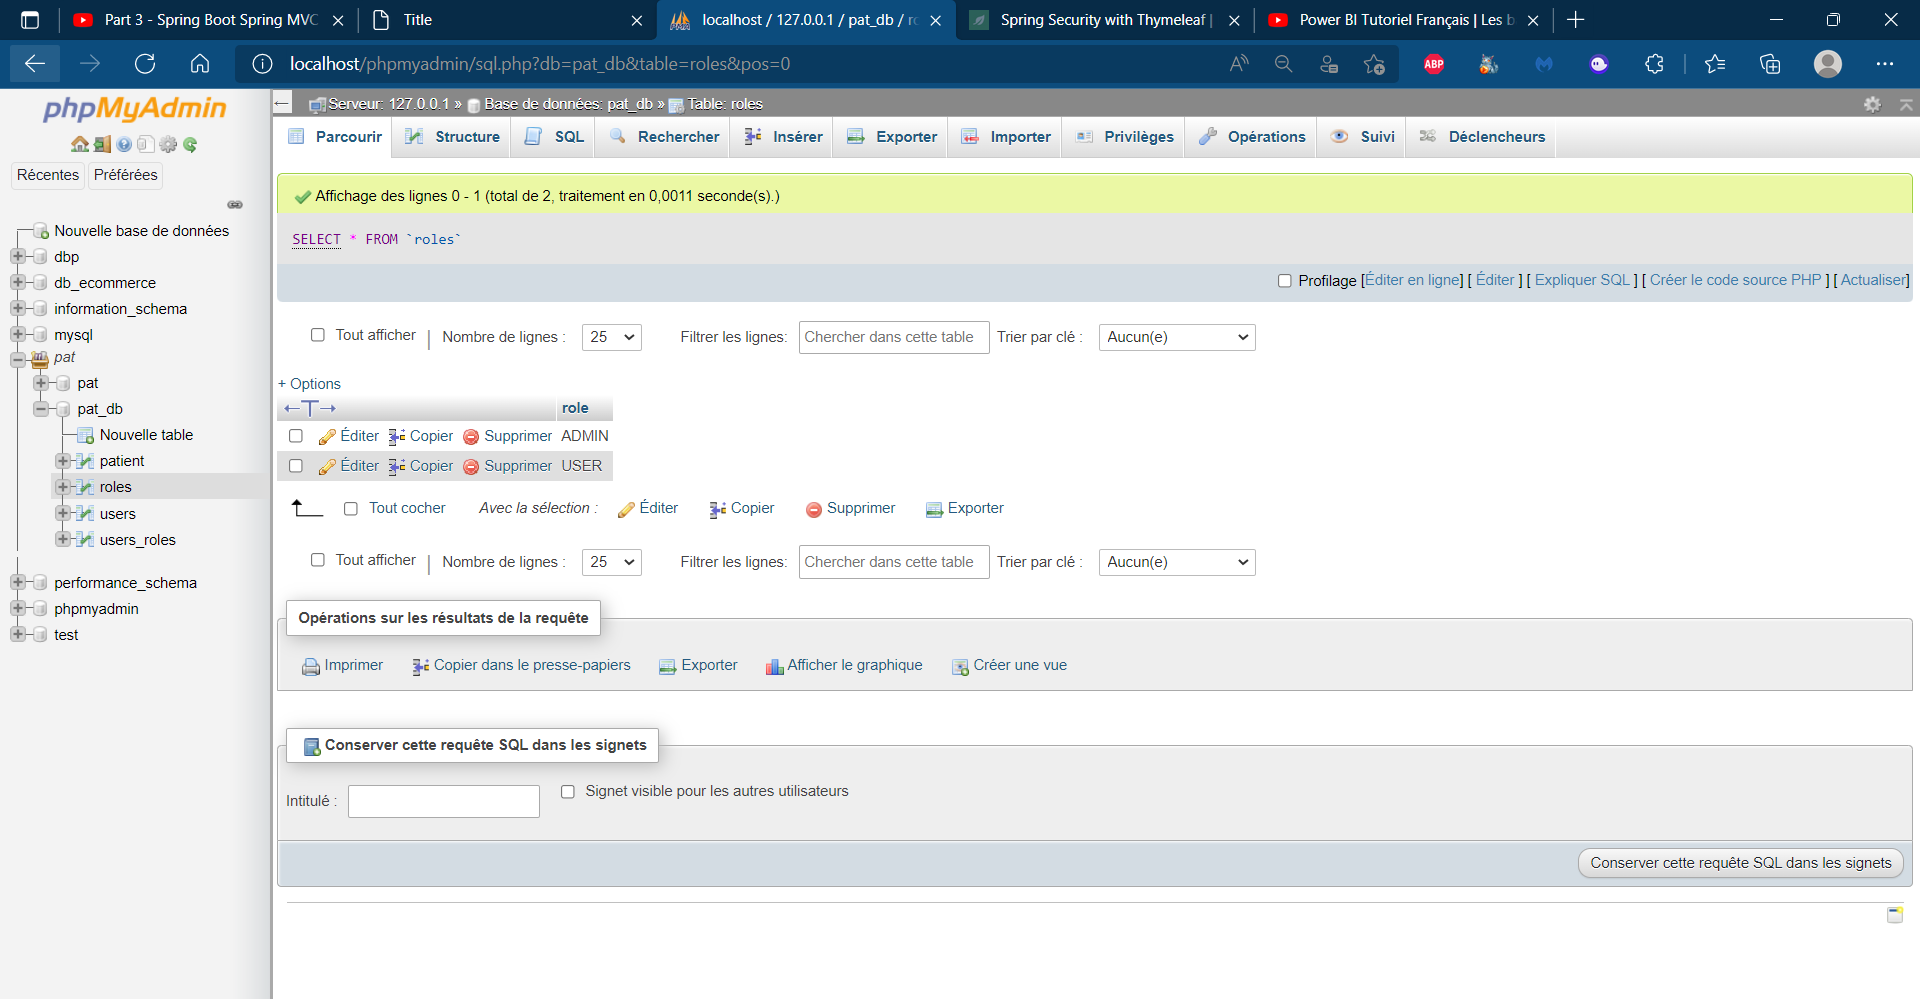 Part 3 - Spring Boot Spring MVC
Title
localhost / 127.0.0.1 / pat_db / ro
Spring Security with Thymeleaf |
Power BI Tutoriel Français | Les b
localhost/phpmyadmin/sql.php?db=pat_db&table=roles&pos=0
ABP
phpMyAdmin
Récentes
Préférées
Nouvelle base de données
dbp
db_ecommerce
information_schema
mysql
pat
pat
pat_db
Nouvelle table
patient
roles
users
users_roles
performance_schema
phpmyadmin
test
Serveur: 127.0.0.1 » Base de données: pat_db » Table: roles
Parcourir Structure SQL Rechercher Insérer Exporter Importer Privilèges Opérations Suivi Déclencheurs
Affichage des lignes 0 - 1 (total de 2, traitement en 0,0011 seconde(s).)
SELECT * FROM `roles`
Profilage [Éditer en ligne] [ Éditer ] [ Expliquer SQL ] [ Créer le code source PHP ] [ Actualiser]
Tout afficher | Nombre de lignes : 25 Filtrer les lignes: Chercher dans cette table Trier par clé : Aucun(e)
+ Options
←T→ role
Éditer Copier Supprimer ADMIN
Éditer Copier Supprimer USER
Tout cocher Avec la sélection : Éditer Copier Supprimer Exporter
Tout afficher | Nombre de lignes : 25 Filtrer les lignes: Chercher dans cette table Trier par clé : Aucun(e)
Opérations sur les résultats de la requête
Imprimer Copier dans le presse-papiers Exporter Afficher le graphique Créer une vue
Conserver cette requête SQL dans les signets
Intitulé : Signet visible pour les autres utilisateurs
Conserver cette requête SQL dans les signets